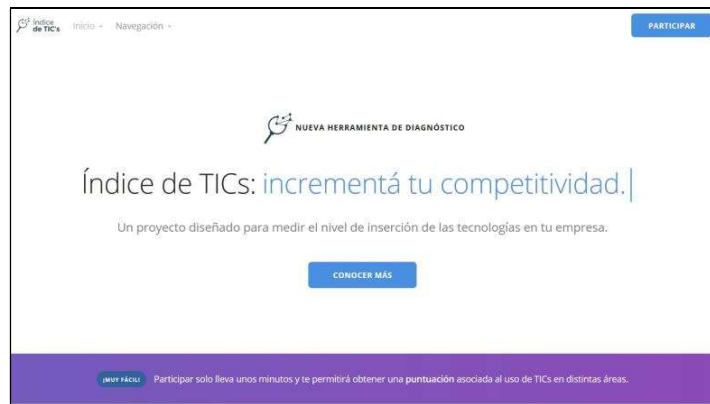 Índice
de TIC's
Inicio
Navegación
PARTICIPAR
NUEVA HERRAMIENTA DE DIAGNÓSTICO
Índice de TICs: incrementá tu competitividad.|
Un proyecto diseñado para medir el nivel de inserción de las tecnologías en tu empresa.
CONOCER MÁS
¡MUY FÁCIL! Participar solo lleva unos minutos y te permitirá obtener una puntuación asociada al uso de TICs en distintas áreas.